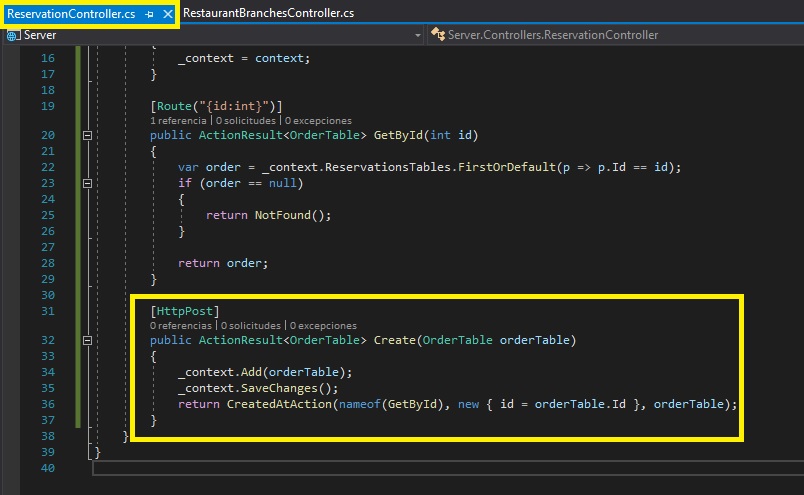 ReservationController.cs
RestaurantBranchesController.cs
Server
Server.Controllers.ReservationController
16 {
_context = context;
17 }
18
19 [Route("{id:int}")]
1 referencia | 0 solicitudes | 0 excepciones
20 public ActionResult<OrderTable> GetById(int id)
21 {
22 var order = _context.ReservationsTables.FirstOrDefault(p => p.Id == id);
23 if (order == null)
24 {
25 return NotFound();
26 }
27
28 return order;
29 }
30
31 [HttpPost]
0 referencias | 0 solicitudes | 0 excepciones
32 public ActionResult<OrderTable> Create(OrderTable orderTable)
33 {
34 _context.Add(orderTable);
35 _context.SaveChanges();
36 return CreatedAtAction(nameof(GetById), new { id = orderTable.Id }, orderTable);
37 }
38 }
39 }
40